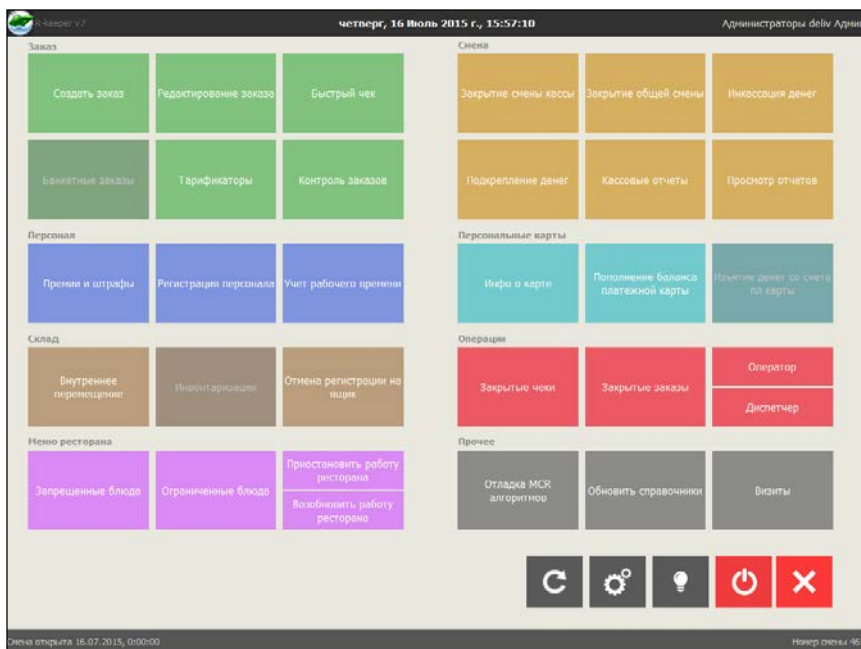 R-keeper v7
четверг, 16 Июль 2015 г., 15:57:10
Администраторы deliv Адми
Заказ
Создать заказ
Редактирование заказа
Быстрый чек
Банкетные заказы
Тарификаторы
Контроль заказов
Смена
Закрытие смены кассы
Закрытие общей смены
Инкассация денег
Подкрепление денег
Кассовые отчеты
Просмотр отчетов
Персонал
Премии и штрафы
Регистрация персонала
Учет рабочего времени
Персональные карты
Инфо о карте
Пополнение баланса
платежной карты
Изъятие денег со счета
пл карты
Склад
Внутреннее
перемещение
Инвентаризация
Отмена регистрации на
ящик
Операции
Закрытые чеки
Закрытые заказы
Оператор
Диспетчер
Меню ресторана
Запрещенные блюда
Ограниченные блюда
Приостановить работу
ресторана
Возобновить работу
ресторана
Прочее
Отладка MCR
алгоритмов
Обновить справочники
Визиты
Смена открыта 16.07.2015, 0:00:00
Номер смены 46